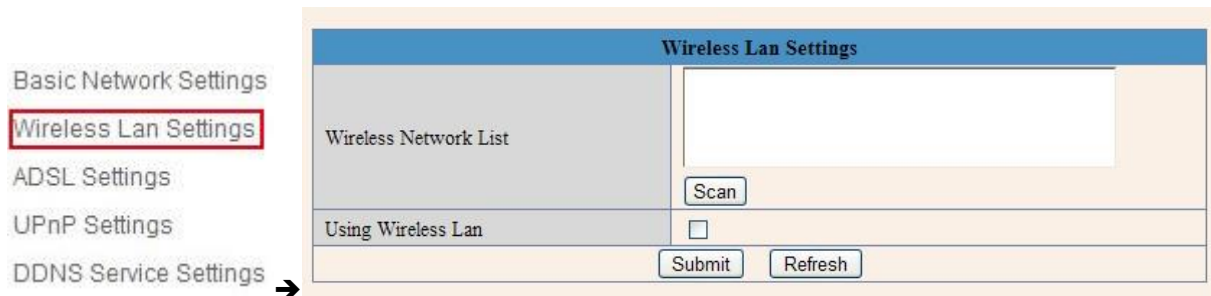 Basic Network Settings
Wireless Lan Settings
ADSL Settings
UPnP Settings
DDNS Service Settings
Wireless Lan Settings
Wireless Network List
Scan
Using Wireless Lan
Submit Refresh